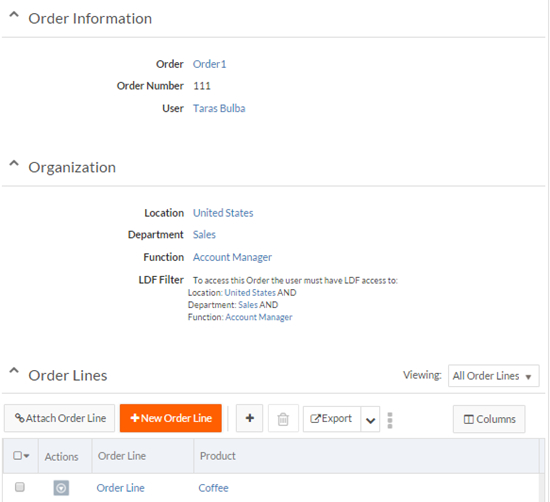 Order Information
Order Order1
Order Number 111
User Taras Bulba
Organization
Location United States
Department Sales
Function Account Manager
LDF Filter To access this Order the user must have LDF access to:
Location: United States AND
Department: Sales AND
Function: Account Manager
Order Lines Viewing: All Order Lines
Attach Order Line +New Order Line + Export Columns
Actions Order Line Product
Order Line Coffee